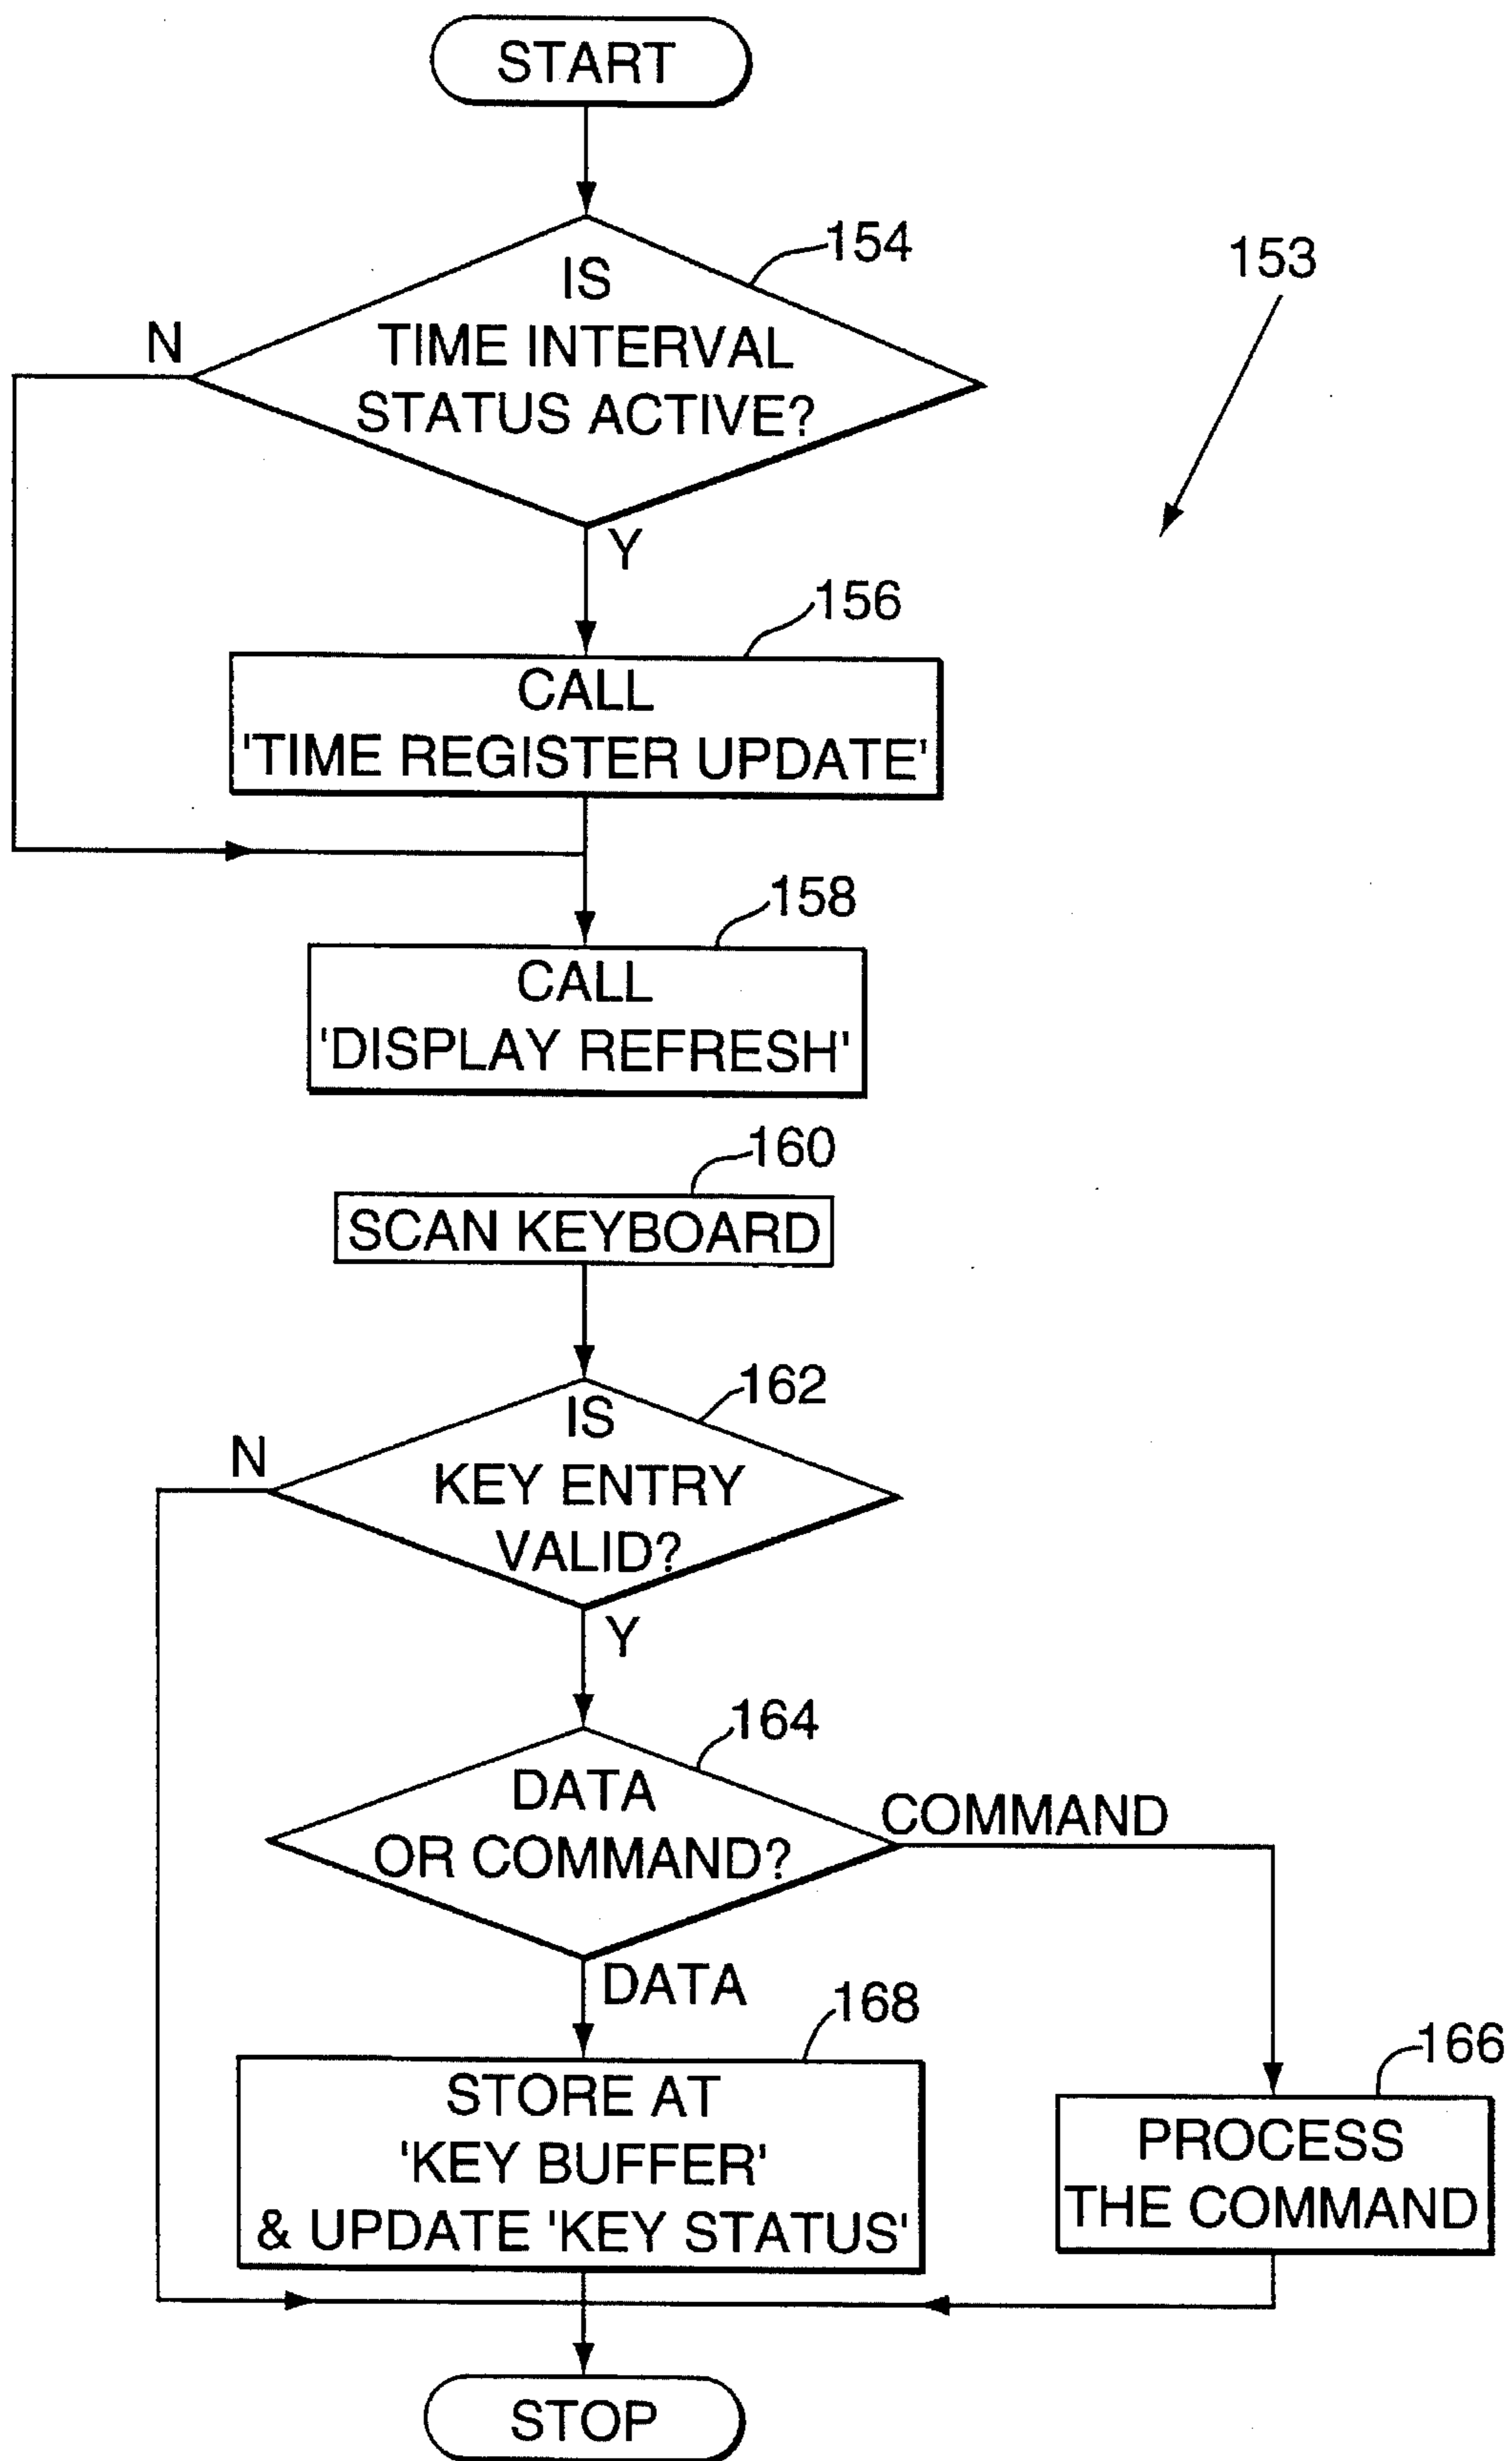 START
154
153
IS
TIME INTERVAL
STATUS ACTIVE?
N
Y
156
CALL
'TIME REGISTER UPDATE'
158
CALL
'DISPLAY REFRESH'
160
SCAN KEYBOARD
162
IS
KEY ENTRY
VALID?
N
Y
164
DATA
OR COMMAND?
COMMAND
DATA
168
STORE AT
'KEY BUFFER'
& UPDATE 'KEY STATUS'
166
PROCESS
THE COMMAND
STOP